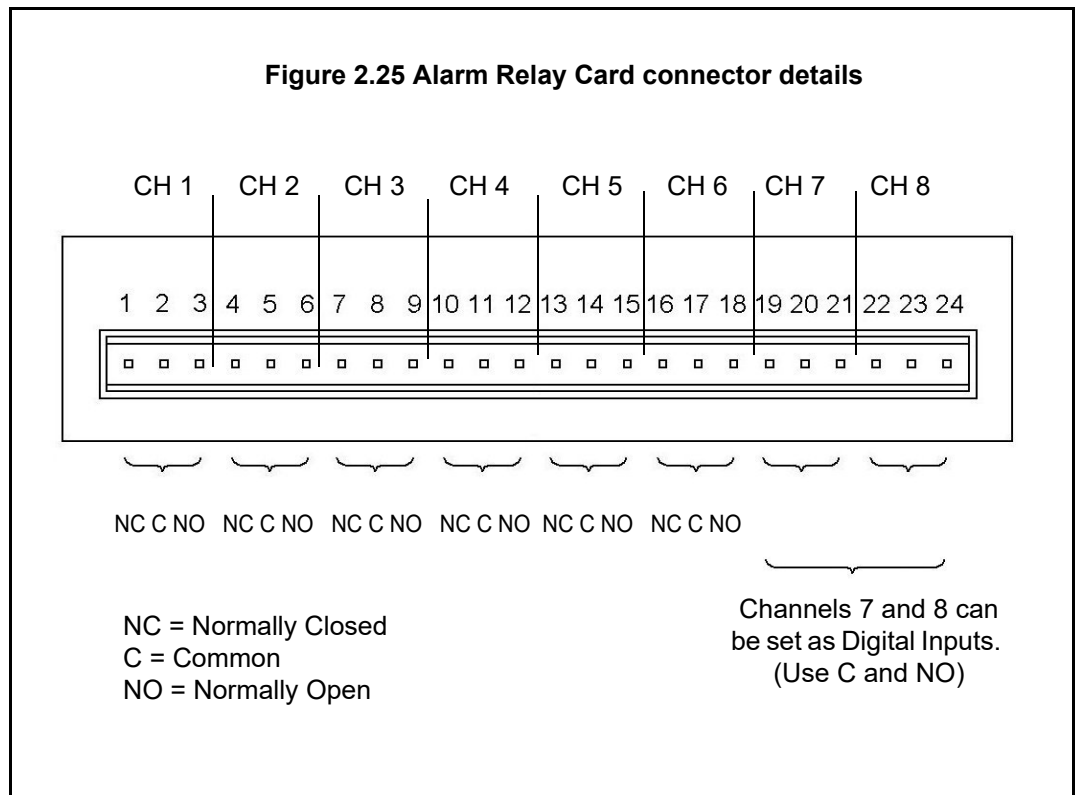 Figure 2.25 Alarm Relay Card connector details
CH 1 CH 2 CH 3 CH 4 CH 5 CH 6 CH 7 CH 8
1 2 3 4 5 6 7 8 9 10 11 12 13 14 15 16 17 18 19 20 21 22 23 24
NC C NO NC C NO NC C NO NC C NO NC C NO NC C NO
NC = Normally Closed
C = Common
NO = Normally Open
Channels 7 and 8 can
be set as Digital Inputs.
(Use C and NO)